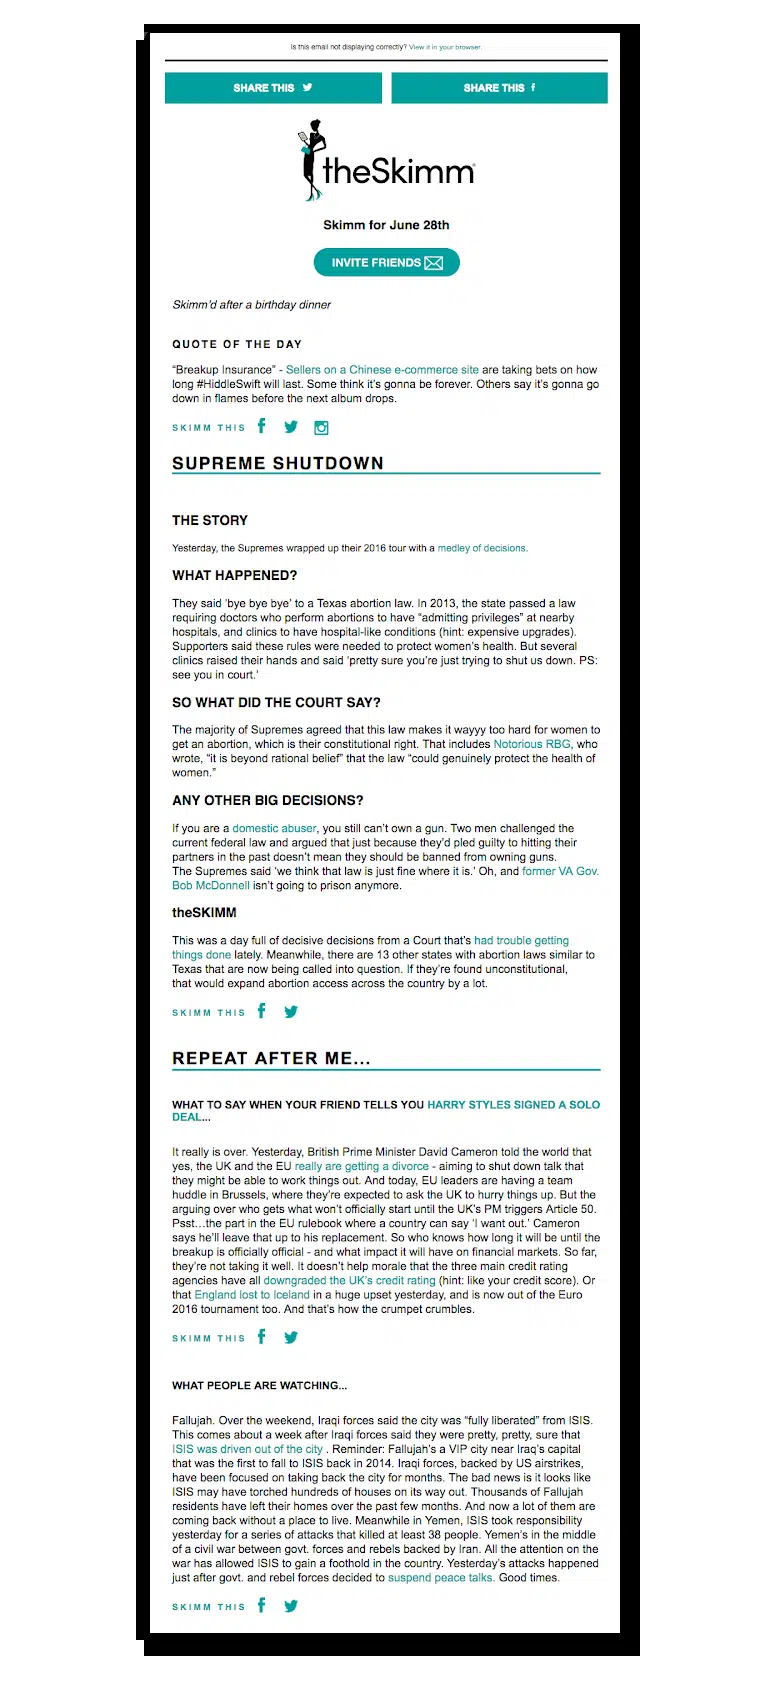 Is this email not displaying correctly? View it in your browser.
SHARE THIS
SHARE THIS
theSkimm
Skimm for June 28th
INVITE FRIENDS
Skimm'd after a birthday dinner
QUOTE OF THE DAY
“Breakup Insurance” - Sellers on a Chinese e-commerce site are taking bets on how
long #HiddleSwift will last. Some think it’s gonna be forever. Others say it’s gonna go
down in flames before the next album drops.
SKIMM THIS
SUPREME SHUTDOWN
THE STORY
Yesterday, the Supremes wrapped up their 2016 tour with a medley of decisions.
WHAT HAPPENED?
They said ‘bye bye bye’ to a Texas abortion law. In 2013, the state passed a law
requiring doctors who perform abortions to have “admitting privileges” at nearby
hospitals, and clinics to have hospital-like conditions (hint: expensive upgrades).
Supporters said these rules were needed to protect women’s health. But several
clinics raised their hands and said ‘pretty sure you’re just trying to shut us down. PS:
see you in court.’
SO WHAT DID THE COURT SAY?
The majority of Supremes agreed that this law makes it wayyy too hard for women to
get an abortion, which is their constitutional right. That includes Notorious RBG, who
wrote, “it is beyond rational belief” that the law “could genuinely protect the health of
women.”
ANY OTHER BIG DECISIONS?
If you are a domestic abuser, you still can’t own a gun. Two men challenged the
current federal law and argued that just because they’d pled guilty to hitting their
partners in the past doesn’t mean they should be banned from owning guns.
The Supremes said ‘we think that law is just fine where it is.’ Oh, and former VA Gov.
Bob McDonnell isn’t going to prison anymore.
theSKIMM
This was a day full of decisive decisions from a Court that’s had trouble getting
things done lately. Meanwhile, there are 13 other states with abortion laws similar to
Texas that are now being called into question. If they’re found unconstitutional,
that would expand abortion access across the country by a lot.
SKIMM THIS
REPEAT AFTER ME...
WHAT TO SAY WHEN YOUR FRIEND TELLS YOU HARRY STYLES SIGNED A SOLO
DEAL...
It really is over. Yesterday, British Prime Minister David Cameron told the world that
yes, the UK and the EU really are getting a divorce - aiming to shut down talk that
they might be able to work things out. And today, EU leaders are having a team
huddle in Brussels, where they’re expected to ask the UK to hurry things up. But the
arguing over who gets what won’t officially start until the UK’s PM triggers Article 50.
Psst…the part in the EU rulebook where a country can say ‘I want out.’ Cameron
says he’ll leave that up to his replacement. So who knows how long it will be until the
breakup is officially official - and what impact it will have on financial markets. So far,
they’re not taking it well. It doesn’t help morale that the three main credit rating
agencies have all downgraded the UK’s credit rating (hint: like your credit score). Or
that England lost to Iceland in a huge upset yesterday, and is now out of the Euro
2016 tournament too. And that’s how the crumpet crumbles.
SKIMM THIS
WHAT PEOPLE ARE WATCHING...
Fallujah. Over the weekend, Iraqi forces said the city was “fully liberated” from ISIS.
This comes about a week after Iraqi forces said they were pretty, pretty, sure that
ISIS was driven out of the city . Reminder: Fallujah’s a VIP city near Iraq’s capital
that was the first to fall to ISIS back in 2014. Iraqi forces, backed by US airstrikes,
have been focused on taking back the city for months. The bad news is it looks like
ISIS may have torched hundreds of houses on its way out. Thousands of Fallujah
residents have left their homes over the past few months. And now a lot of them are
coming back without a place to live. Meanwhile in Yemen, ISIS took responsibility
yesterday for a series of attacks that killed at least 38 people. Yemen’s in the middle
of a civil war between govt. forces and rebels backed by Iran. All the attention on the
war has allowed ISIS to gain a foothold in the country. Yesterday’s attacks happened
just after govt. and rebel forces decided to suspend peace talks. Good times.
SKIMM THIS